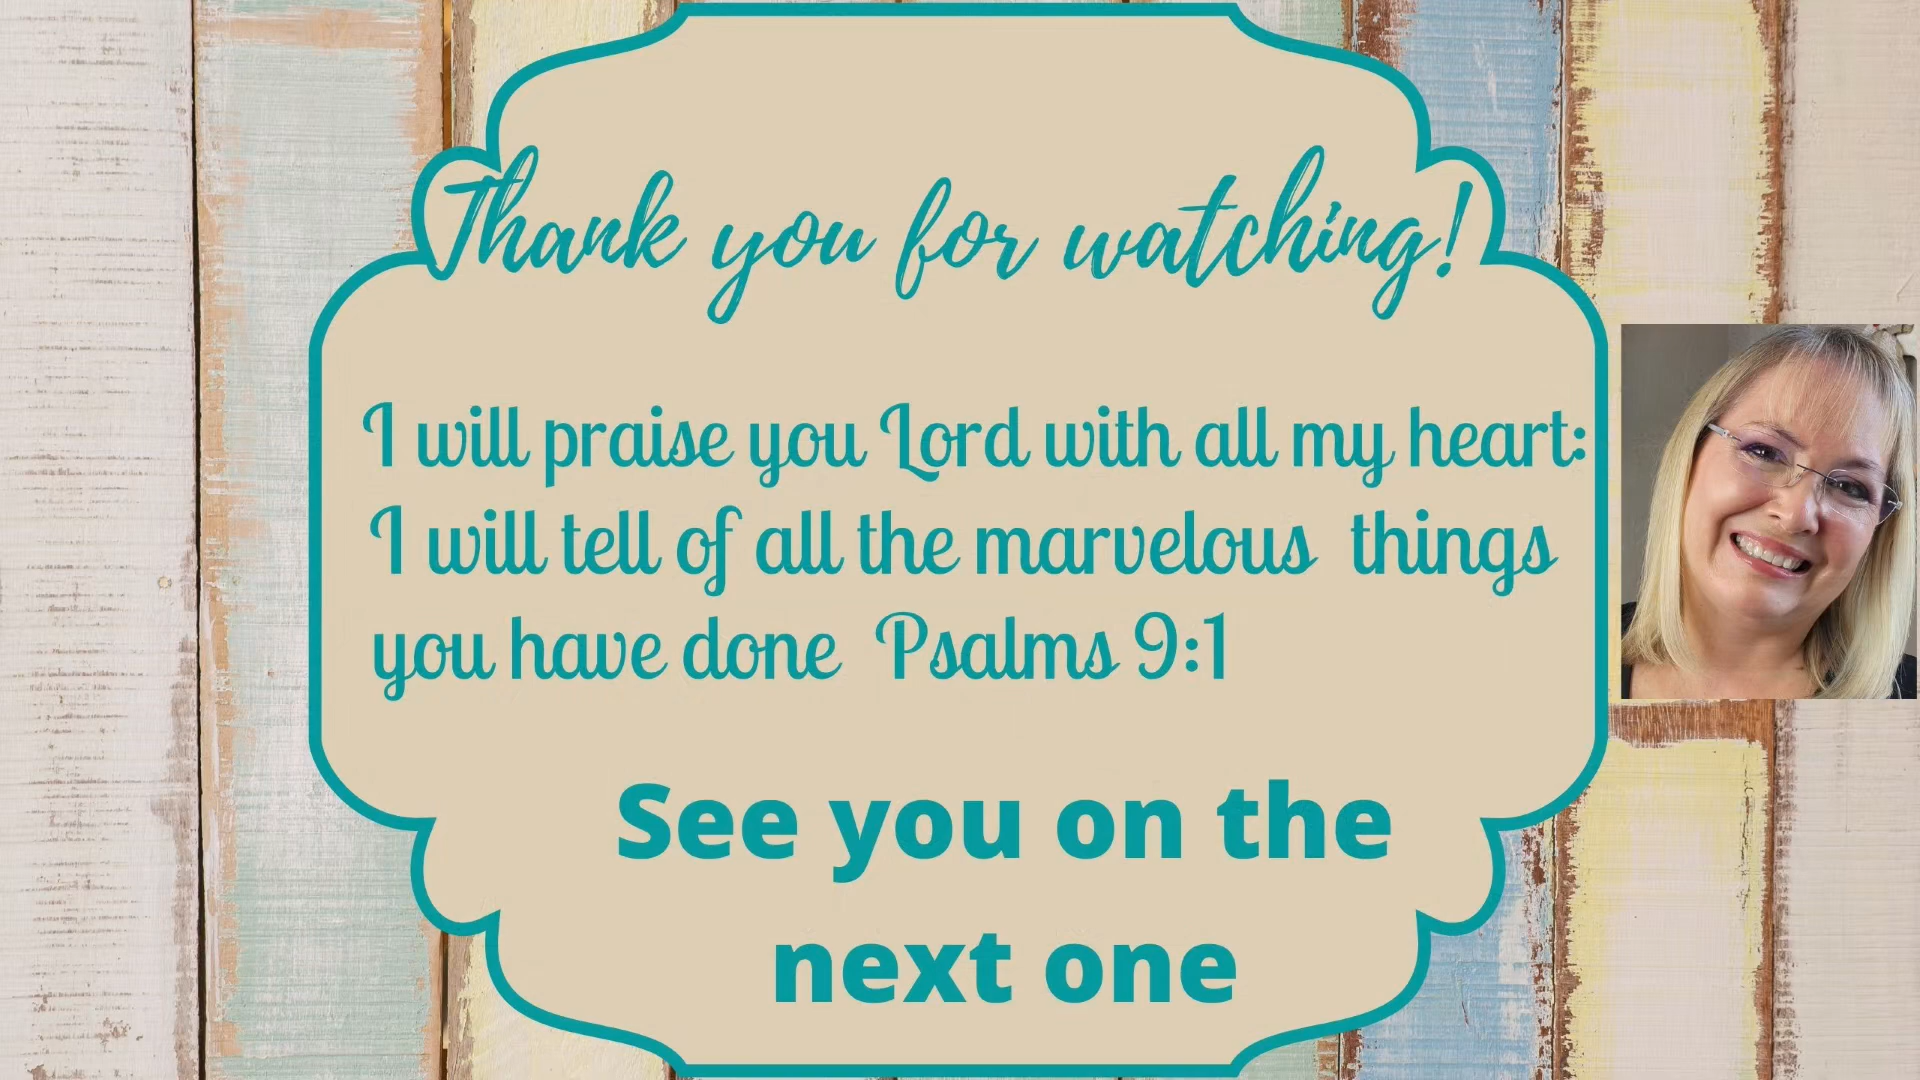 Thank you for watching!
I will praise you Lord with all my heart:
I will tell of all the marvelous things
you have done Psalms 9:1
See you on the
next one